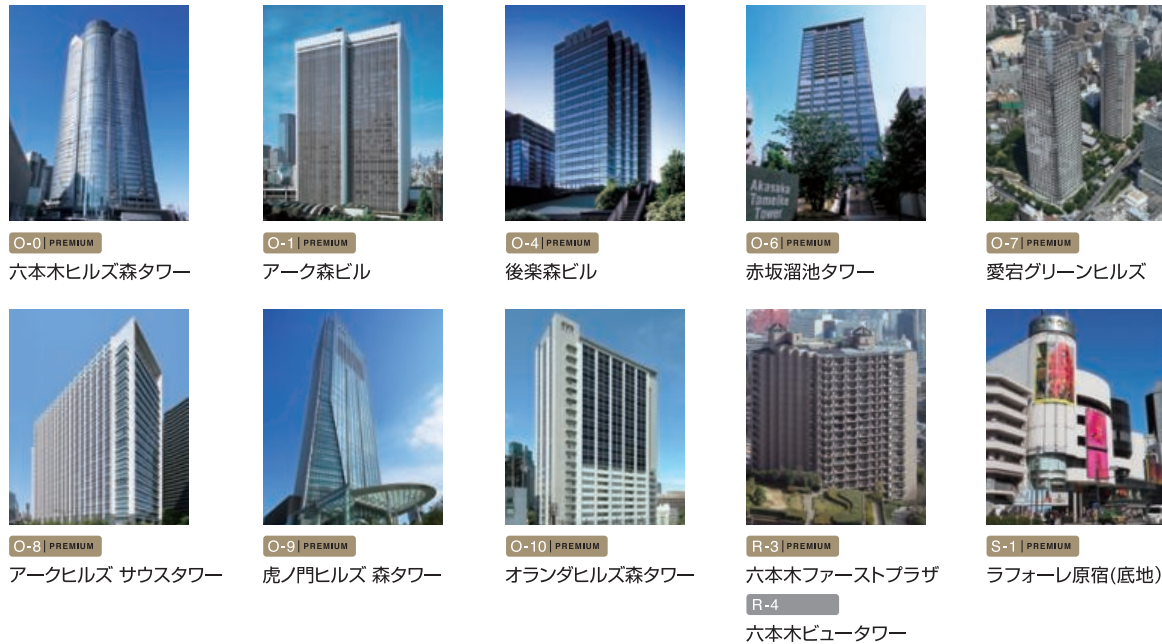 Akasaka
Tameike
Tower
O-0 | PREMIUM
六本木ヒルズ森タワー
O-1 | PREMIUM
アーク森ビル
O-4 | PREMIUM
後楽森ビル
O-6 | PREMIUM
赤坂溜池タワー
O-7 | PREMIUM
愛宕グリーンヒルズ
O-8 | PREMIUM
アークヒルズ サウスタワー
O-9 | PREMIUM
虎ノ門ヒルズ 森タワー
O-10 | PREMIUM
オランダヒルズ森タワー
R-3 | PREMIUM
六本木ファーストプラザ
R-4
六本木ビュータワー
S-1 | PREMIUM
ラフォーレ原宿(底地)